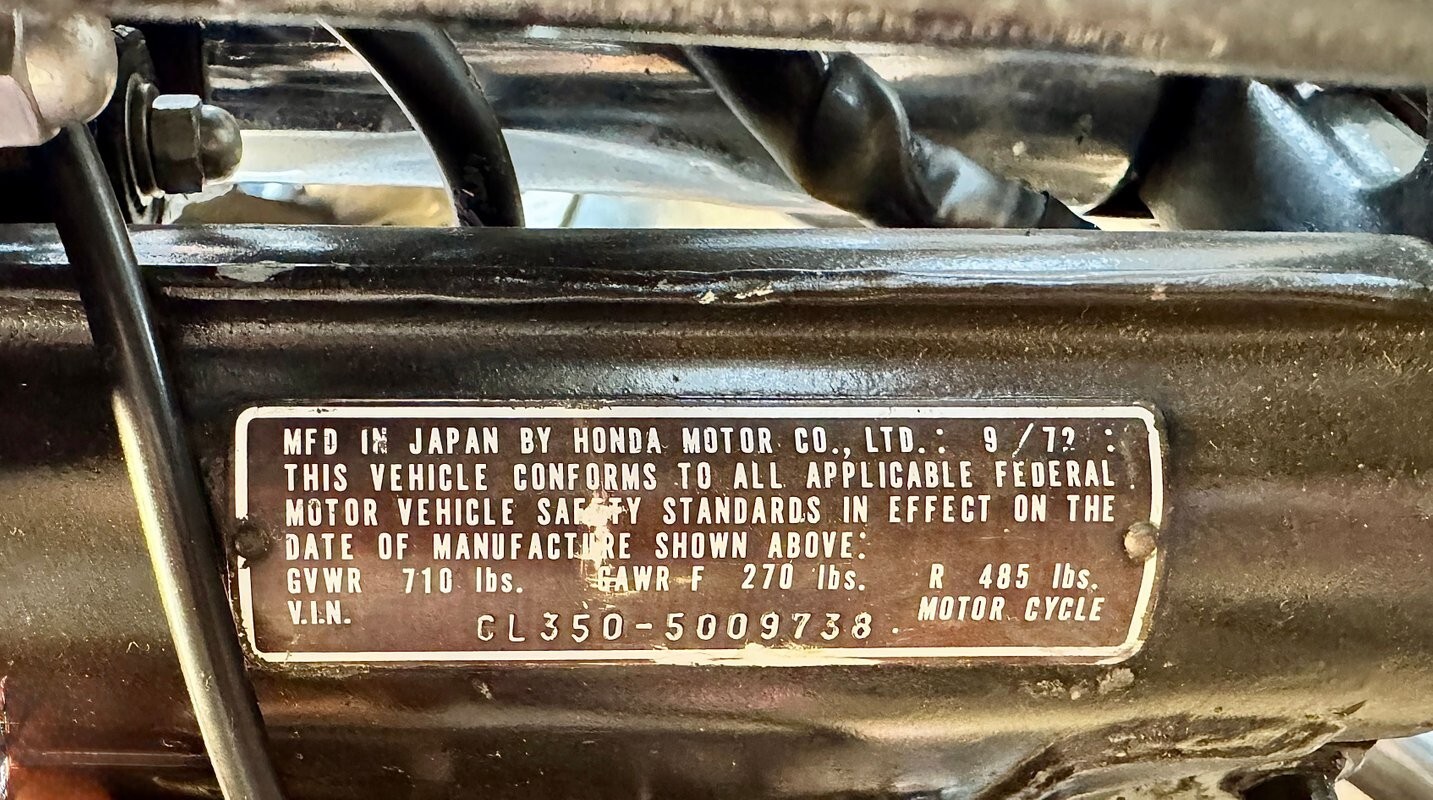 MFD IN JAPAN BY HONDA MOTOR CO., LTD.: 9 /72 :
THIS VEHICLE CONFORMS TO ALL APPLICABLE FEDERAL
MOTOR VEHICLE SAFETY STANDARDS IN EFFECT ON THE
DATE OF MANUFACTURE SHOWN ABOVE:
GVWR 710 lbs. GAWR F 270 lbs. R 485 lbs.
V.I.N. CL350-5009738. MOTOR CYCLE